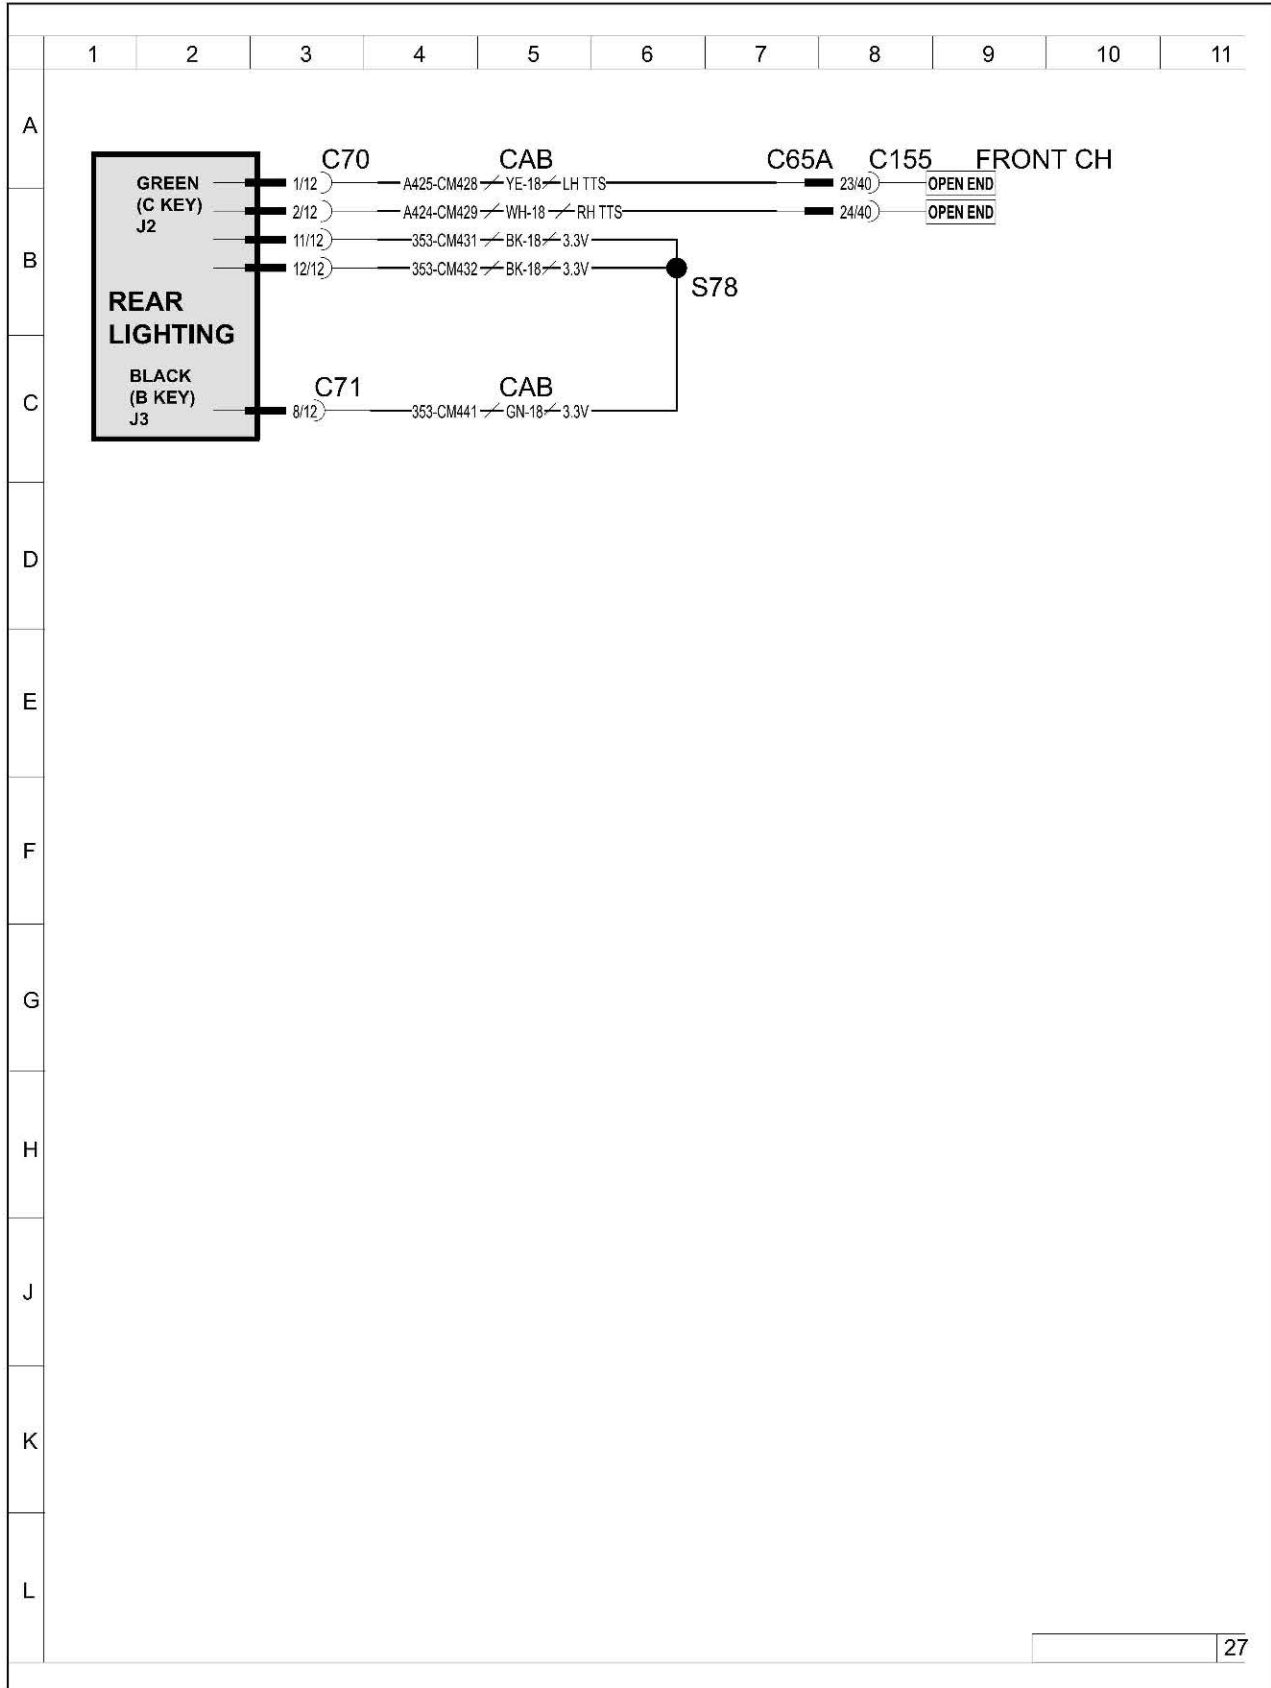 1 2 3 4 5 6 7 8 9 10 11
A
C70 CAB C65A C155 FRONT CH
GREEN 1/12 A425-CM428 YE-18 LH TTS 23/40 OPEN END
(C KEY) 2/12 A424-CM429 WH-18 RH TTS 24/40 OPEN END
J2
11/12 353-CM431 BK-18 3.3V
B
12/12 353-CM432 BK-18 3.3V
S78
REAR
LIGHTING
BLACK C71 CAB
(B KEY)
C
J3 8/12 353-CM441 GN-18 3.3V
D
E
F
G
H
J
K
L
27